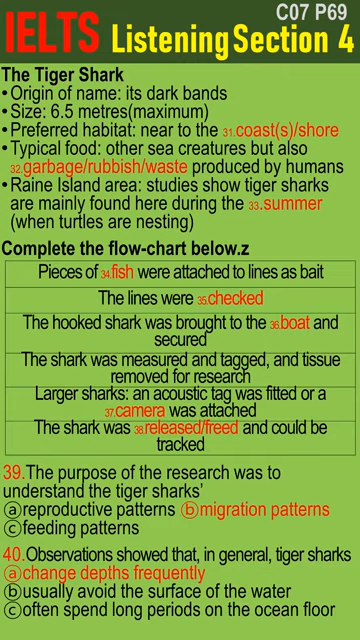 C07 P69
IELTS Listening Section 4
The Tiger Shark
•Origin of name: its dark bands
•Size: 6.5 metres(maximum)
•Preferred habitat: near to the 31.coast(s)/shore
•Typical food: other sea creatures but also
32.garbage/rubbish/waste produced by humans
•Raine Island area: studies show tiger sharks
are mainly found here during the 33.summer
(when turtles are nesting)
Complete the flow-chart below.z
Pieces of 34.fish were attached to lines as bait
The lines were 35.checked
The hooked shark was brought to the 36.boat and
secured
The shark was measured and tagged, and tissue
removed for research
Larger sharks: an acoustic tag was fitted or a
37.camera was attached
The shark was 38.released/freed and could be
tracked
39.The purpose of the research was to
understand the tiger sharks'
ⓐreproductive patterns ⓑmigration patterns
ⓒfeeding patterns
40.Observations showed that, in general, tiger sharks
ⓐchange depths frequently
ⓑusually avoid the surface of the water
ⓒoften spend long periods on the ocean floor